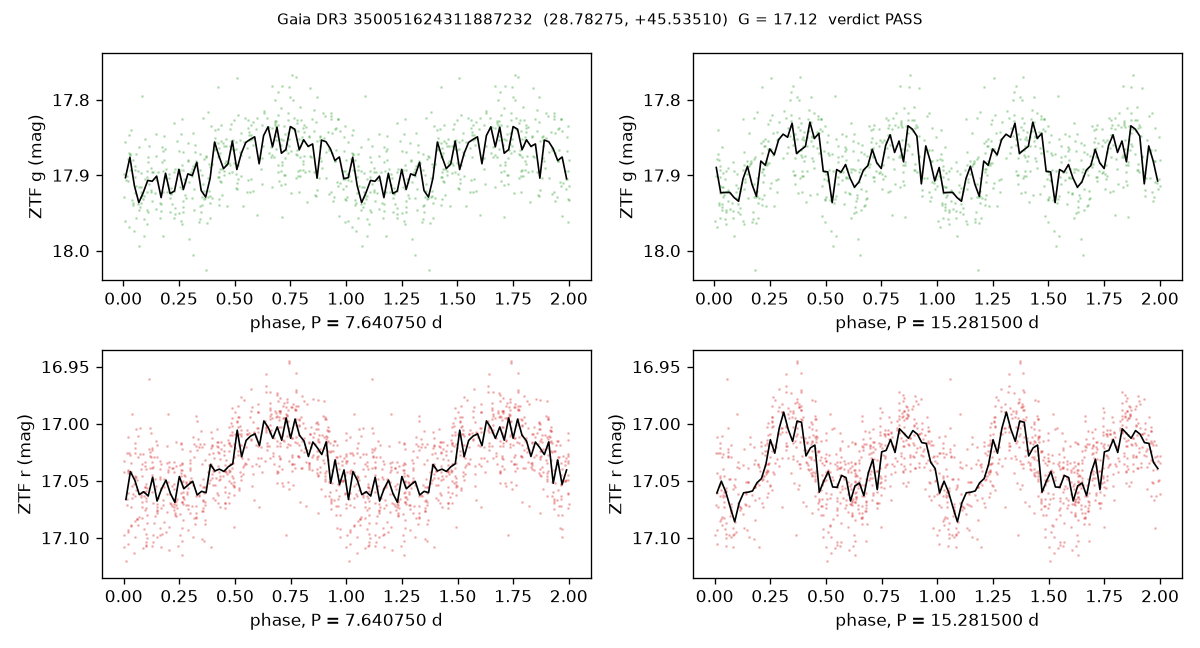 Gaia DR3 350051624311887232 (28.78275, +45.53510) G = 17.12 verdict PASS
ZTF g (mag)
17.8
17.9
18.0
0.00 0.25 0.50 0.75 1.00 1.25 1.50 1.75 2.00
phase, P = 7.640750 d
ZTF g (mag)
17.8
17.9
18.0
0.00 0.25 0.50 0.75 1.00 1.25 1.50 1.75 2.00
phase, P = 15.281500 d
ZTF r (mag)
16.95
17.00
17.05
17.10
0.00 0.25 0.50 0.75 1.00 1.25 1.50 1.75 2.00
phase, P = 7.640750 d
ZTF r (mag)
16.95
17.00
17.05
17.10
0.00 0.25 0.50 0.75 1.00 1.25 1.50 1.75 2.00
phase, P = 15.281500 d